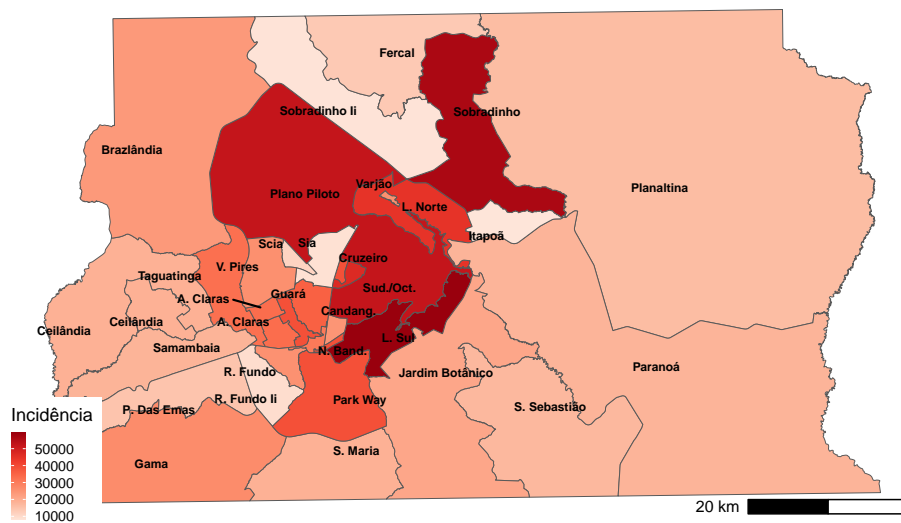 Fercal
Sobradinho Ii
Sobradinho
Brazlândia
Varjão
Plano Piloto
Planaltina
L. Norte
Scia
Sia
Itapoã
Cruzeiro
V. Pires
Taguatinga
Sud./Oct.
Guará
A. Claras
Candang.
Ceilândia
Ceilândia
A. Claras
L. Sul
Samambaia
N. Band.
R. Fundo
Jardim Botânico
Paranoá
R. Fundo Ii
Park Way
P. Das Emas
S. Sebastião
S. Maria
Gama
Incidência
50000
40000
30000
20000
10000
20 km